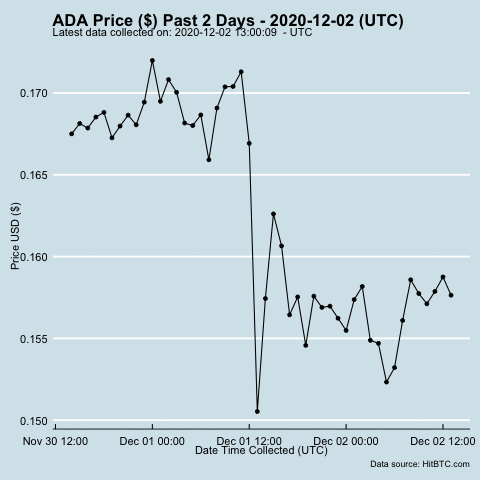 ADA Price ($) Past 2 Days - 2020-12-02 (UTC)
Latest data collected on: 2020-12-02 13:00:09 - UTC
0.170
0.165
0.160
0.155
0.150
Price USD ($)
Nov 30 12:00 Dec 01 00:00 Dec 01 12:00 Dec 02 00:00 Dec 02 12:00
Date Time Collected (UTC)
Data source: HitBTC.com